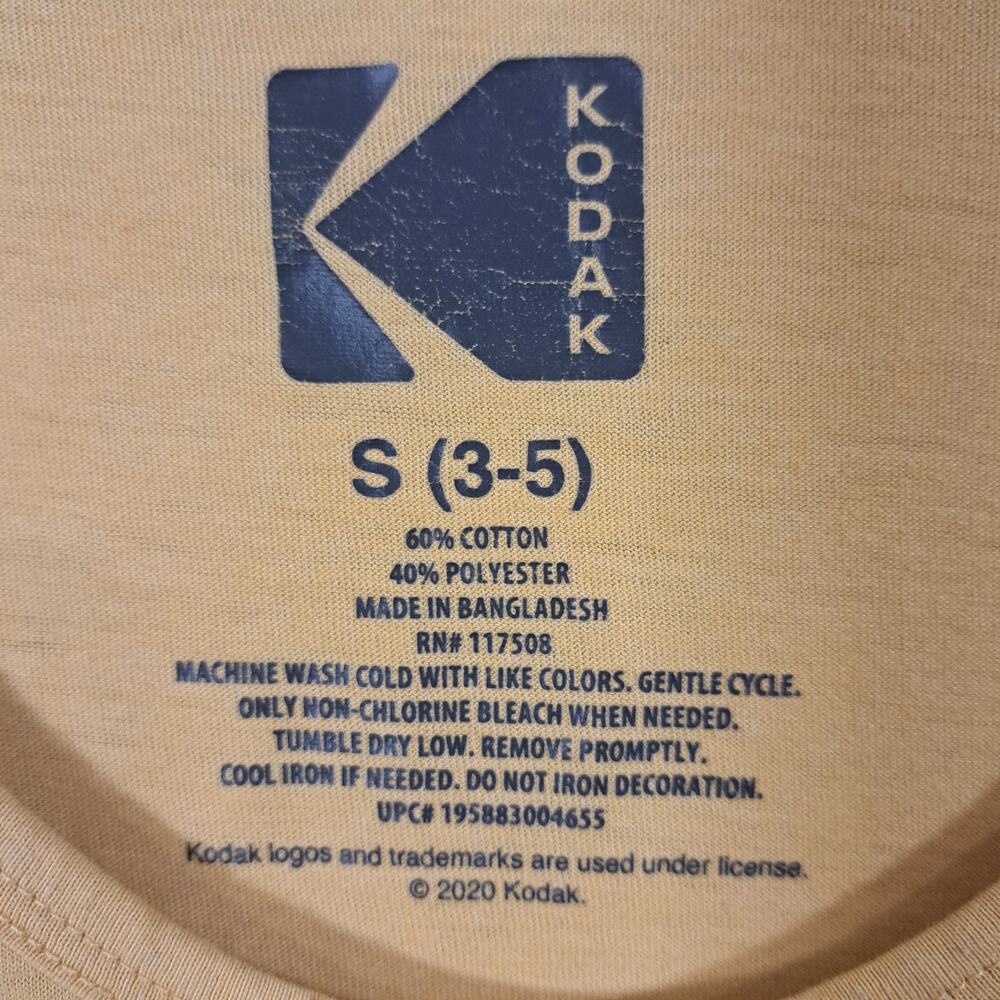 KODAK
S (3-5)
60% COTTON
40% POLYESTER
MADE IN BANGLADESH
RN# 117508
MACHINE WASH COLD WITH LIKE COLORS. GENTLE CYCLE.
ONLY NON-CHLORINE BLEACH WHEN NEEDED.
TUMBLE DRY LOW. REMOVE PROMPTLY.
COOL IRON IF NEEDED. DO NOT IRON DECORATION.
UPC# 195883004655
Kodak logos and trademarks are used under license.
© 2020 Kodak.